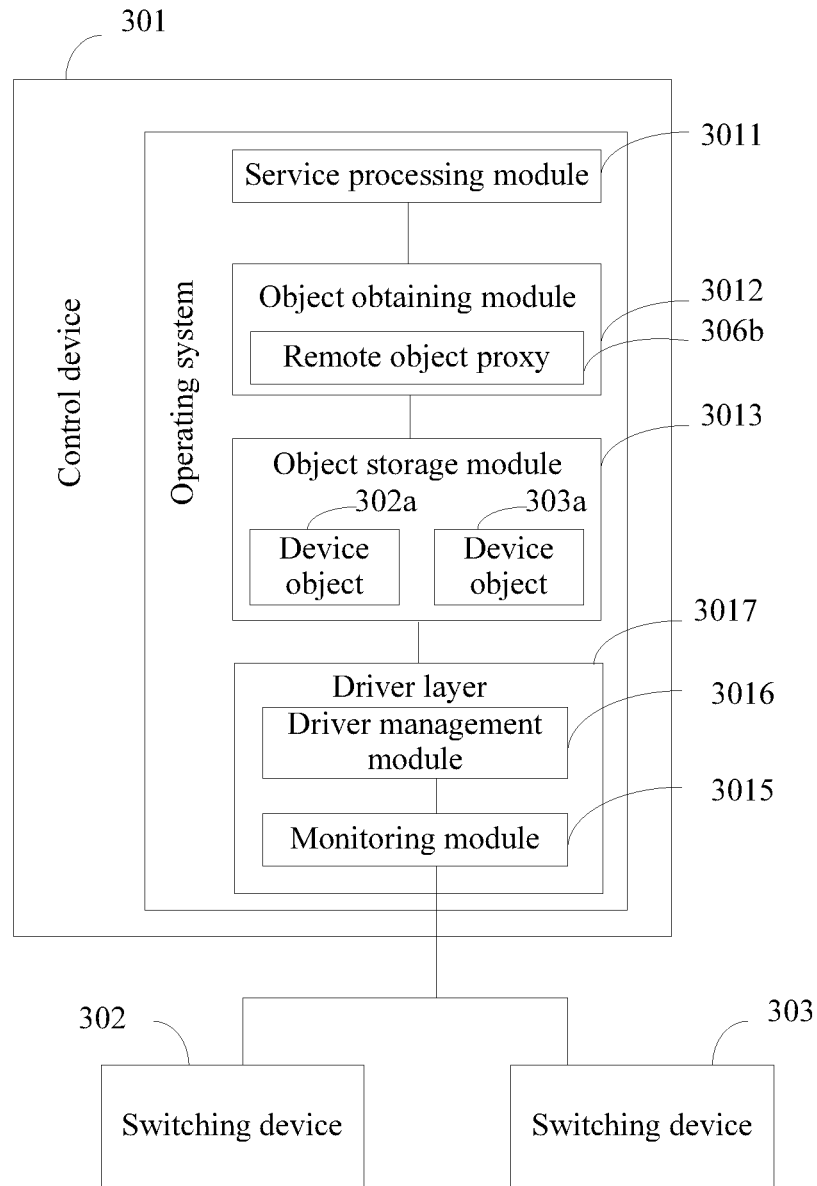 301
3011
Service processing module
Object obtaining module
3012
Remote object proxy
306b
3013
Object storage module
302a
303a
Device
object
Device
object
3017
Driver layer
3016
Driver management
module
3015
Monitoring module
Control device
Operating system
302
303
Switching device
Switching device